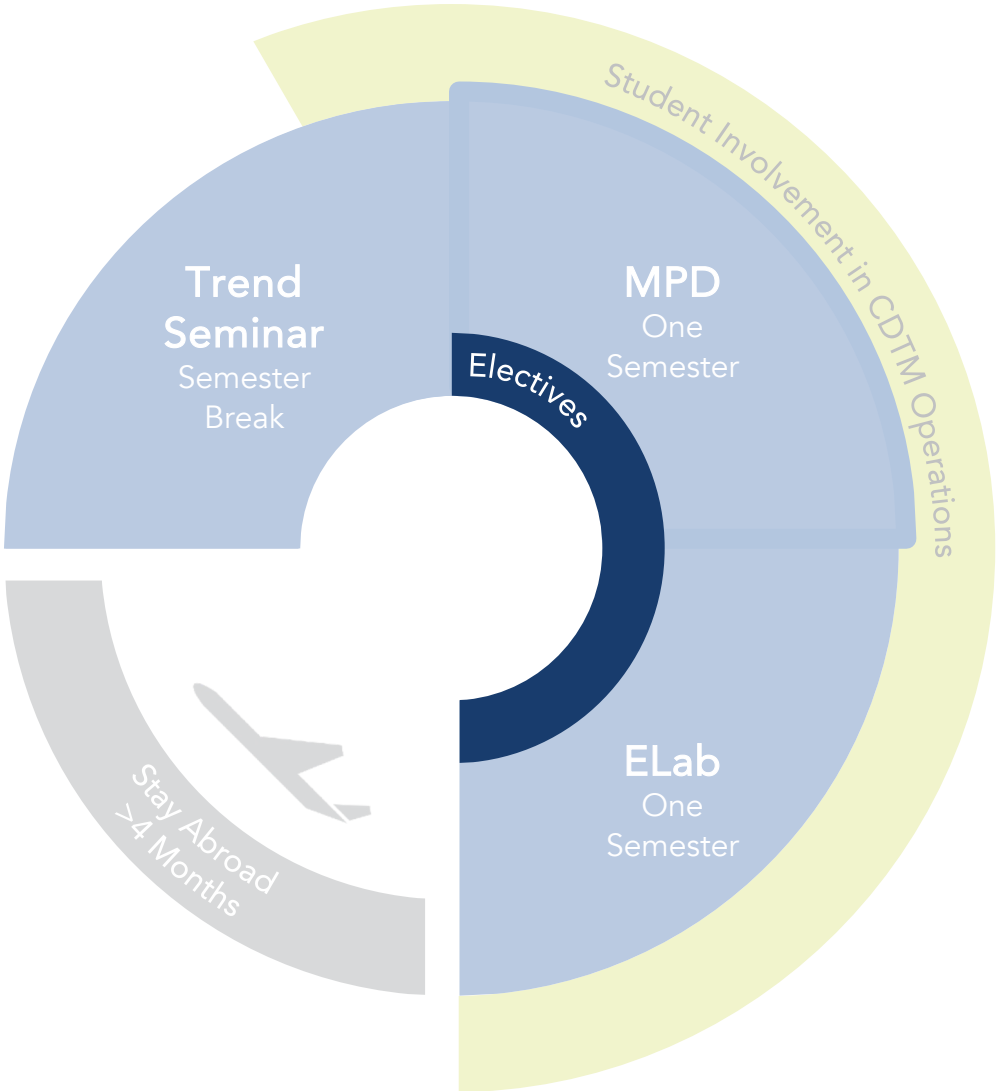 Student Involvement in CDTM Operations
Trend
Seminar
Semester
Break
MPD
One
Semester
Electives
ELab
One
Semester
Stay Abroad
>4 Months